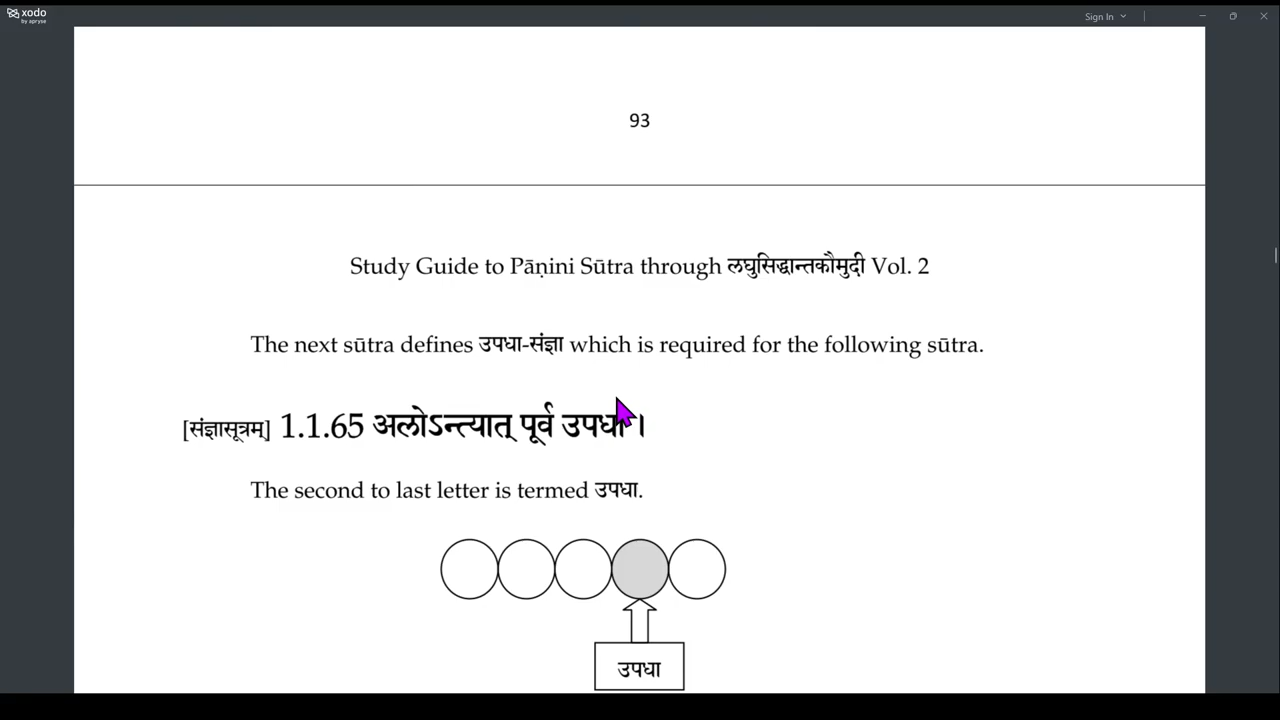 xodo
by apryse
Sign In
93
Study Guide to Pāṇini Sūtra through लघुसिद्धान्तकौमुदी Vol. 2
The next sūtra defines उपधा-संज्ञा which is required for the following sūtra.
[संज्ञासूत्रम्] 1.1.65 अलोऽन्त्यात् पूर्व उपधा ।
The second to last letter is termed उपधा.
उपधा